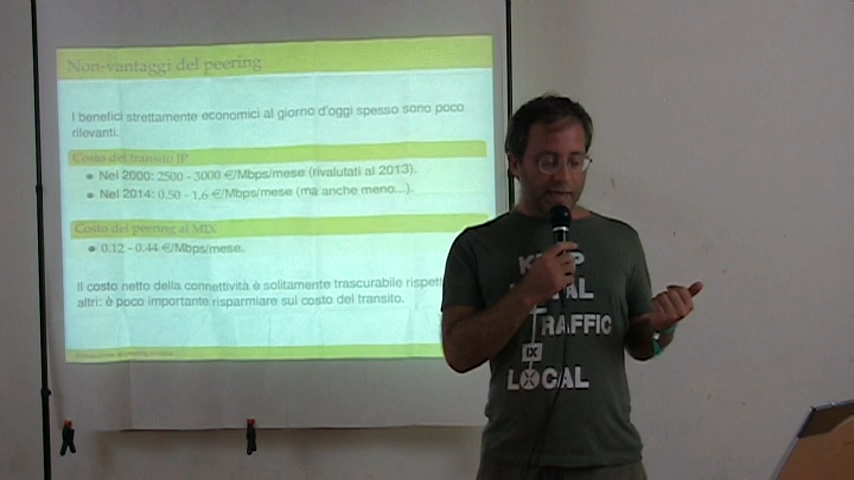 Non-vantaggi del peering
I benefici strettamente economici al giorno d'oggi spesso sono poco
rilevanti.
Costo del transito IP
Nel 2000: 2500 - 3000 €/Mbps/mese (rivalutati al 2013).
Nel 2014: 0.50 - 1.6 €/Mbps/mese (ma anche meno...).
Costo del peering al MIX
0.12 - 0.44 €/Mbps/mese.
Il costo netto della connettività è solitamente trascurabile rispett
altri: è poco importante risparmiare sul costo del transito.
KEEP
TRAFFIC
IX
LOCAL